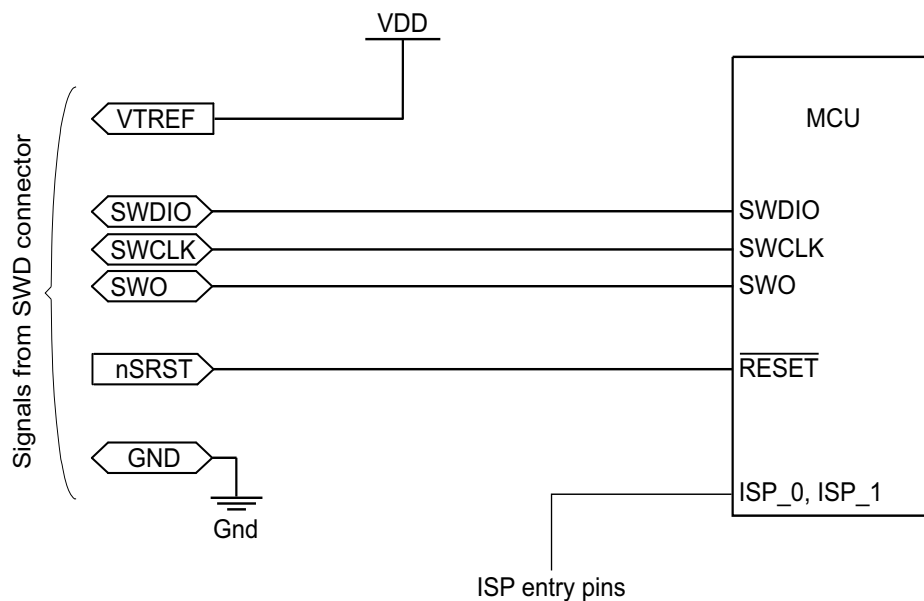 VDD
VTREF
MCU
SWDIO
SWDIO
SWCLK
SWCLK
SWO
SWO
nSRST
RESET
GND
Gnd
ISP_0, ISP_1
ISP entry pins
Signals from SWD connector